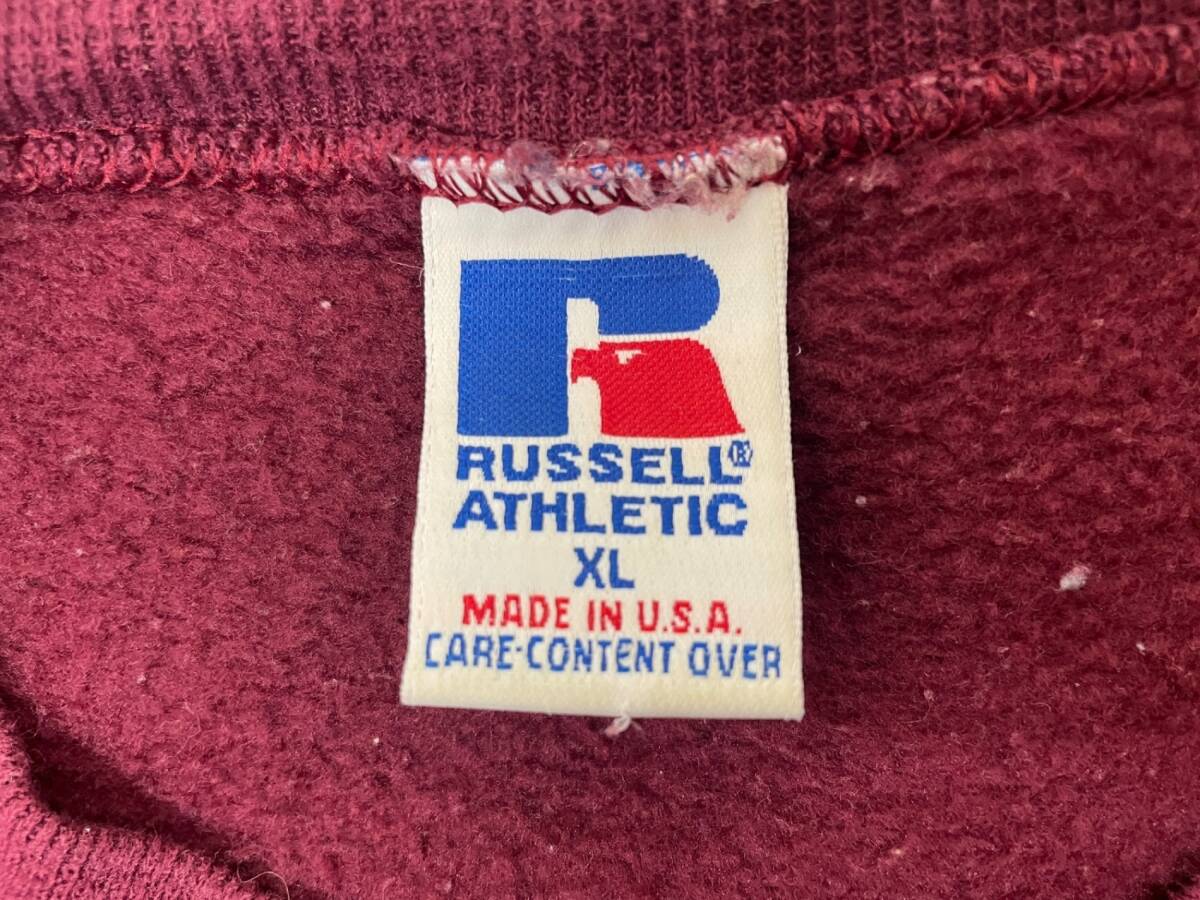 R
RUSSELL®
ATHLETIC
XL
MADE IN U.S.A.
CARE-CONTENT OVER